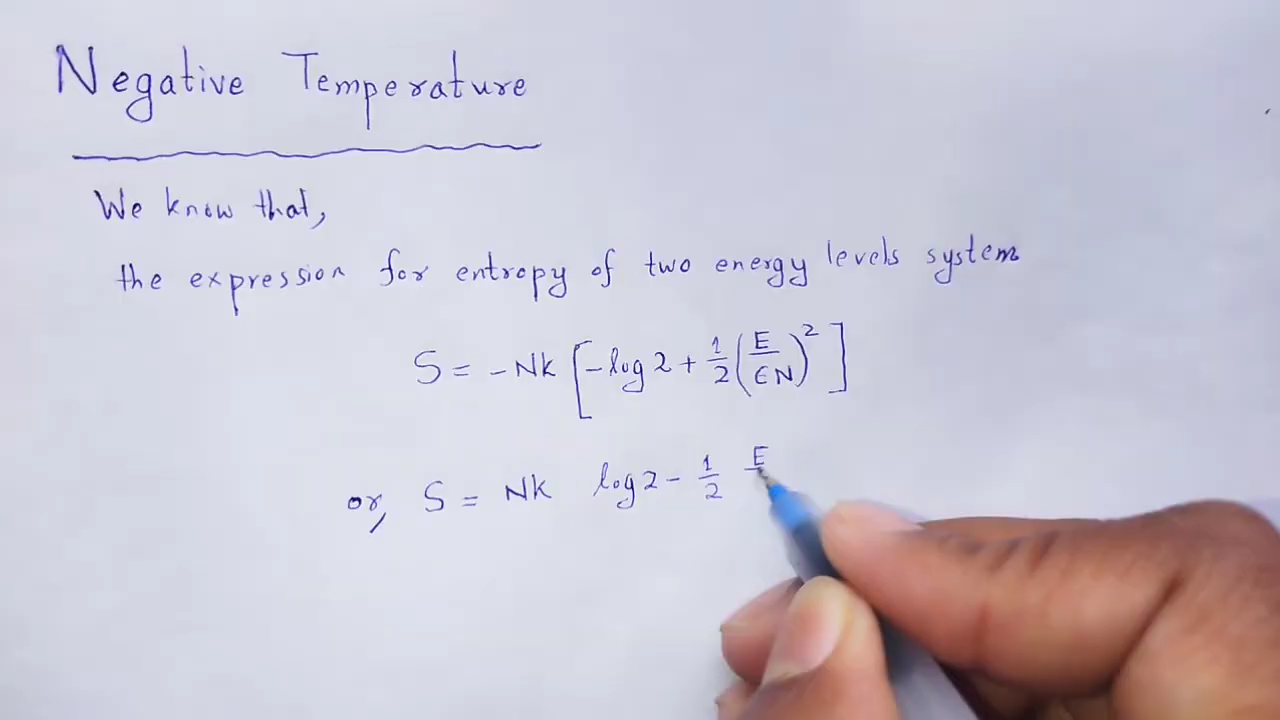 Negative Temperature
We know that,
the expression for entropy of two energy levels system
S = -Nk [-log 2 + 1/2 (E/ϵN)²]
or, S = Nk log 2 - 1/2 E